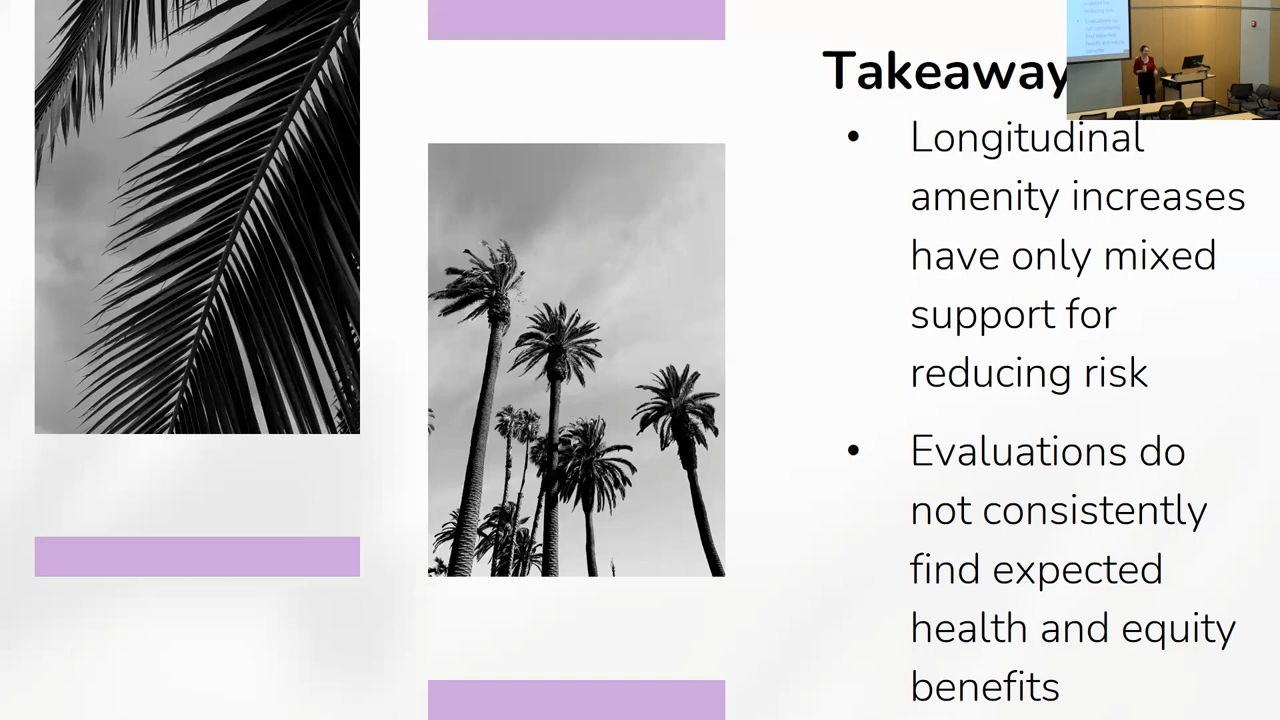 Takeaway
• Longitudinal
amenity increases
have only mixed
support for
reducing risk
• Evaluations do
not consistently
find expected
health and equity
benefits